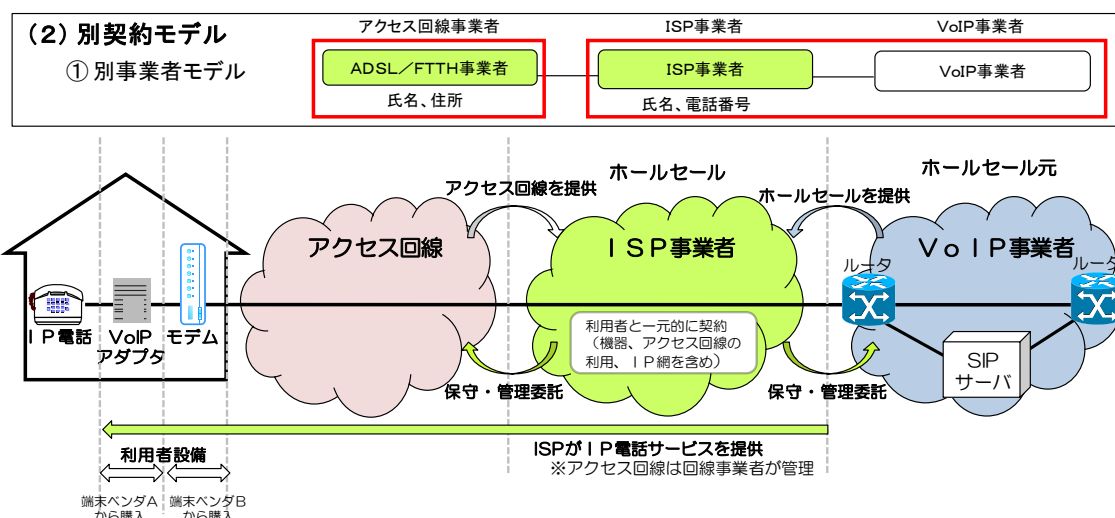 (2) 別契約モデル
① 別事業者モデル
アクセス回線事業者
ISP事業者
VoIP事業者
ADSL／FTTH事業者
ISP事業者
VoIP事業者
氏名、住所
氏名、電話番号
ホールセール
ホールセール元
アクセス回線を提供
ホールセールを提供
アクセス回線
ＩＳＰ事業者
ＶｏＩＰ事業者
ルータ
ルータ
ＩＰ電話
VoIP
アダプタ
モデム
利用者と一元的に契約
（機器、アクセス回線の
利用、ＩＰ網を含め）
SIP
サーバ
保守・管理委託
保守・管理委託
ISPがＩＰ電話サービスを提供
※アクセス回線は回線事業者が管理
利用者設備
端末ベンダA
から購入
端末ベンダB
から購入